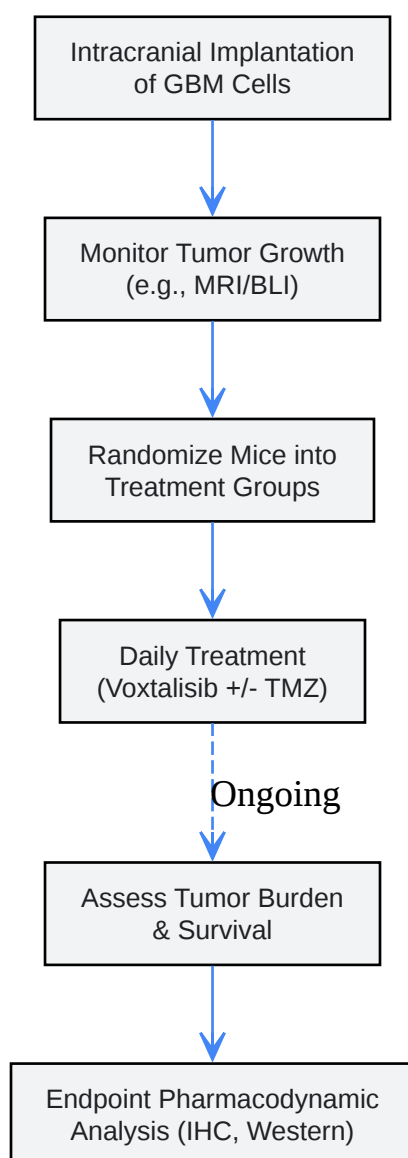 Intracranial Implantation
of GBM Cells
Monitor Tumor Growth
(e.g., MRI/BLI)
Randomize Mice into
Treatment Groups
Daily Treatment
(Voxtalisib +/- TMZ)
Ongoing
Assess Tumor Burden
& Survival
Endpoint Pharmacodynamic
Analysis (IHC, Western)